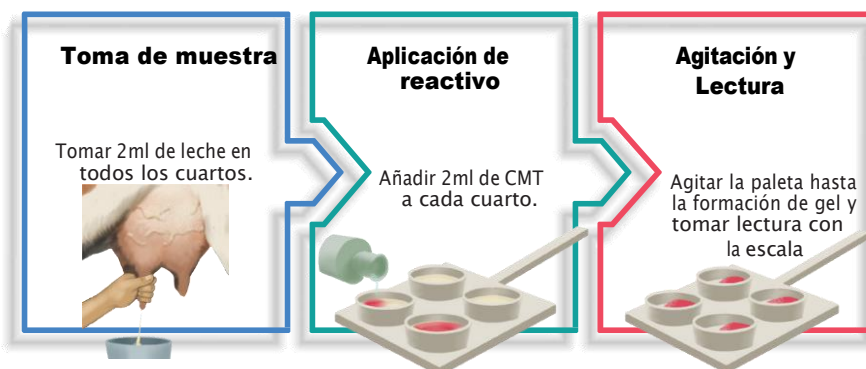 Toma de muestra
Tomar 2ml de leche en
todos los cuartos.
Aplicación de
reactivo
Añadir 2ml de CMT
a cada cuarto.
Agitación y
Lectura
Agitar la paleta hasta
la formación de gel y
tomar lectura con
la escala